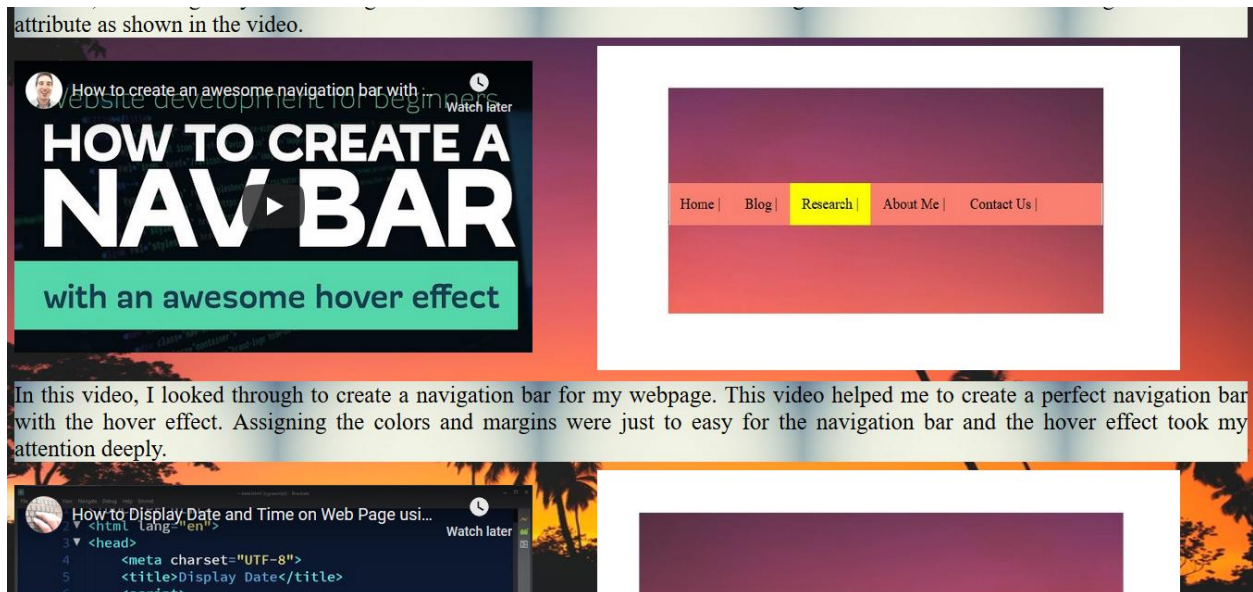 attribute as shown in the video.
How to create an awesome navigation bar with ...
Watch later
Website development for beginners
HOW TO CREATE A
NAV BAR
with an awesome hover effect
Home | Blog | Research | About Me | Contact Us |
In this video, I looked through to create a navigation bar for my webpage. This video helped me to create a perfect navigation bar
with the hover effect. Assigning the colors and margins were just to easy for the navigation bar and the hover effect took my
attention deeply.
How to Display Date and Time on Web Page usi...
Watch later
2 <html lang="en">
3 <head>
4 <meta charset="UTF-8">
5 <title>Display Date</title>